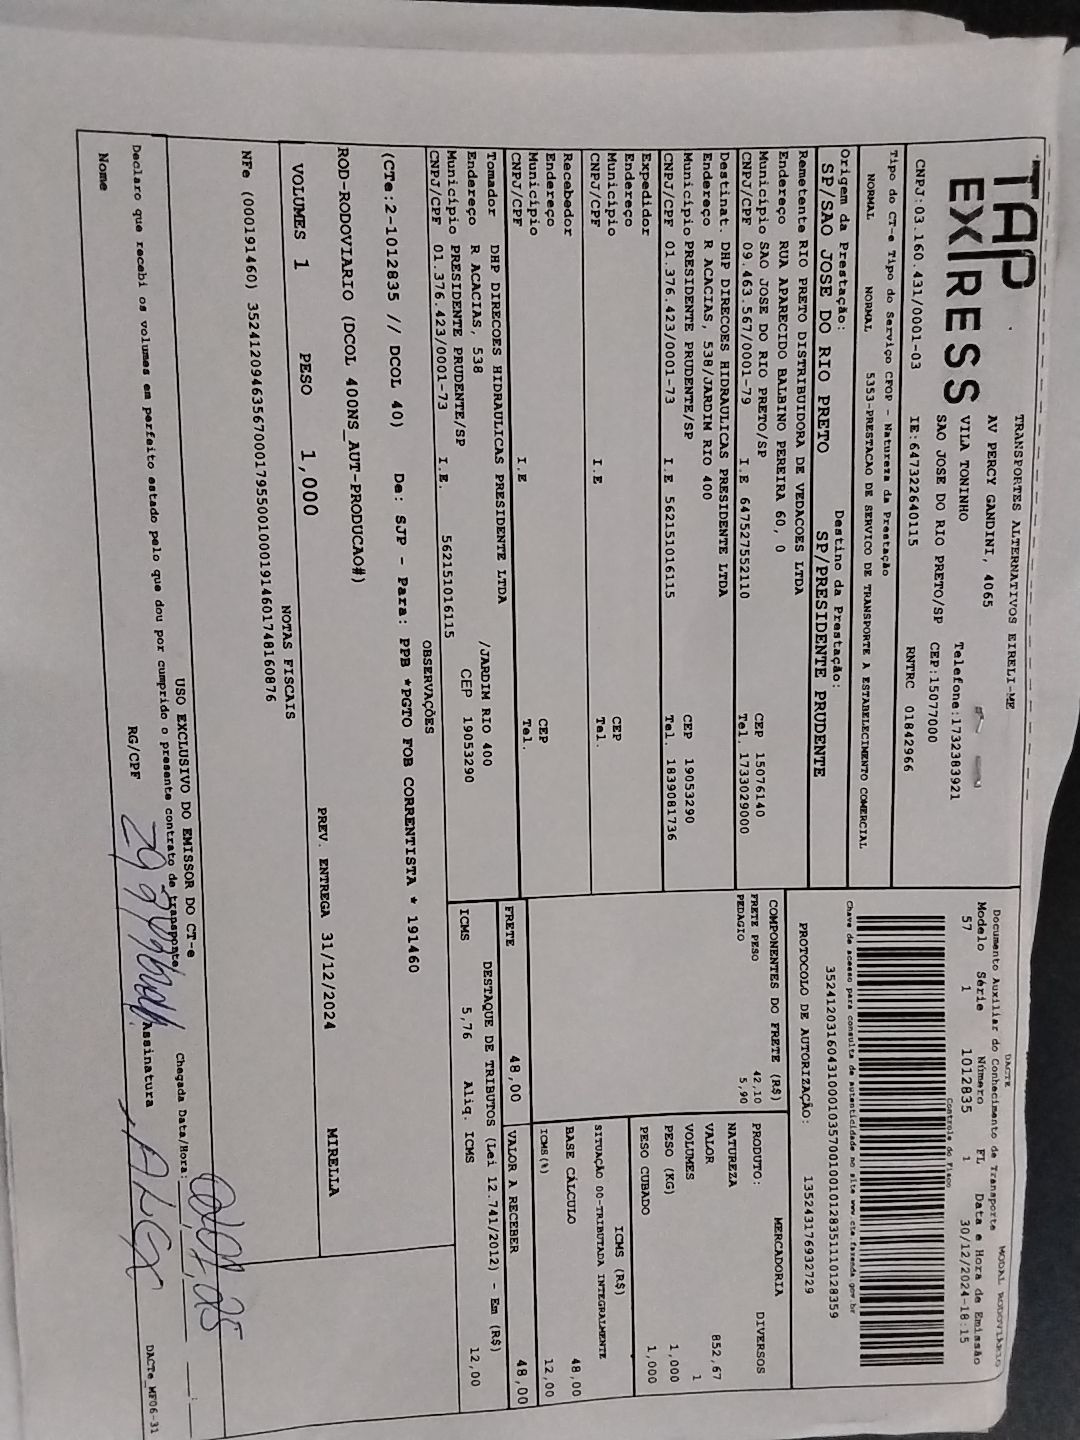 TAP
EXPRESS
TRANSPORTES ALTERNATIVOS EIRELI-ME
AV PERCY GANDINI, 4065
VILA TONINHO
Telefone:1732383921
SAO JOSE DO RIO PRETO/SP CEP:15077000
CNPJ:03.160.431/0001-03 IE:647322640115 RNTRC 01842966
DACTE MODAL RODOVIÁRIO
Documento Auxiliar do Conhecimento de Transporte
Modelo Série Número FL Data e Hora de Emissão
57 1 1012835 1 30/12/2024-18:15
Controle do Fisco
Chave de acesso para consulta de autenticidade no site www.cte.fazenda.gov.br
35241203160431000103570010010128351110128359
PROTOCOLO DE AUTORIZAÇÃO: 135243176932729
Tipo do CT-e Tipo do Serviço CFOP - Natureza da Prestação
NORMAL NORMAL 5353-PRESTACAO DE SERVICO DE TRANSPORTE A ESTABELECIMENTO COMERCIAL
Origem da Prestação: Destino da Prestação:
SP/SAO JOSE DO RIO PRETO SP/PRESIDENTE PRUDENTE
Remetente RIO PRETO DISTRIBUIDORA DE VEDACOES LTDA
Endereço RUA APARECIDO BALBINO PEREIRA 60, 0
Município SAO JOSE DO RIO PRETO/SP CEP 15076140
CNPJ/CPF 09.463.567/0001-79 I.E 647527552110 Tel. 1733029000
Destinat. DHP DIRECOES HIDRAULICAS PRESIDENTE LTDA
Endereço R ACACIAS, 538/JARDIM RIO 400
Município PRESIDENTE PRUDENTE/SP CEP 19053290
CNPJ/CPF 01.376.423/0001-73 I.E 562151016115 Tel. 1839081736
Expedidor
Endereço
Município CEP
CNPJ/CPF I.E Tel.
Recebedor
Endereço
Município CEP
CNPJ/CPF I.E Tel.
Tomador DHP DIRECOES HIDRAULICAS PRESIDENTE LTDA
Endereço R ACACIAS, 538 /JARDIM RIO 400
Município PRESIDENTE PRUDENTE/SP CEP 19053290
CNPJ/CPF 01.376.423/0001-73 I.E. 562151016115
COMPONENTES DO FRETE (R$)
FRETE PESO 42,10
PEDAGIO 5,90
MERCADORIA
PRODUTO: DIVERSOS
NATUREZA
VALOR 852,67
VOLUMES 1
PESO (KG) 1,000
PESO CUBADO 1,000
ICMS (R$)
SITUAÇÃO 00-TRIBUTADA INTEGRALMENTE
BASE CÁLCULO 48,00
ICMS(%) 12,00
FRETE 48,00 VALOR A RECEBER 48,00
DESTAQUE DE TRIBUTOS (Lei 12.741/2012) - Em (R$)
ICMS 5,76 Aliq. ICMS 12,00
OBSERVAÇÕES
(CTe:2-1012835 // DCOL 40) De: SJP - Para: PPB *PGTO FOB CORRENTISTA * 191460
ROD-RODOVIARIO (DCOL 400NS_AUT-PRODUCAO#)
PREV. ENTREGA 31/12/2024 MIRELLA
VOLUMES 1 PESO 1,000
NOTAS FISCAIS
NFe (000191460) 35241209463567000179550010001914601748160876
USO EXCLUSIVO DO EMISSOR DO CT-e
Declaro que recebi os volumes em perfeito estado pelo que dou por cumprido o presente contrato de transporte
Chegada Data/Hora: __:__
Nome RG/CPF Assinatura ALEX
DACTe_MF06-31